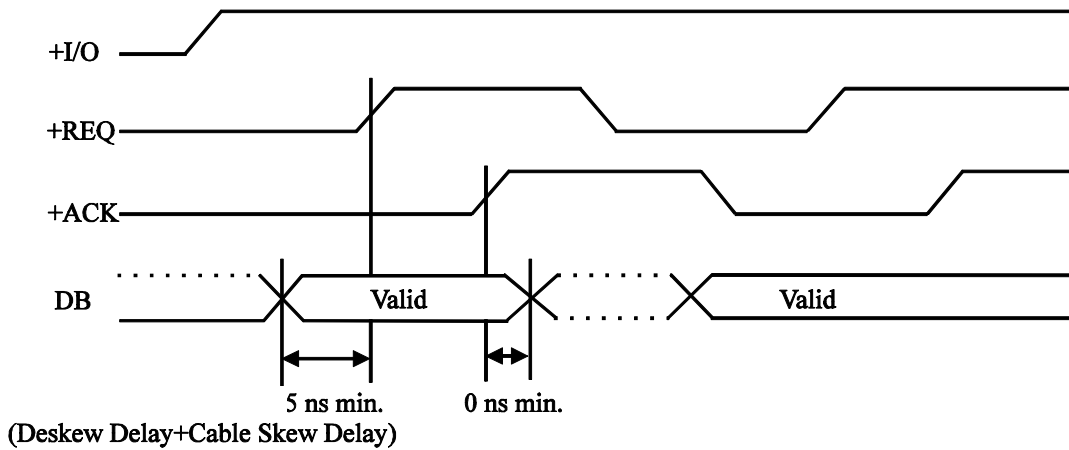 +I/O
+REQ
+ACK
DB
Valid
Valid
5 ns min.
0 ns min.
(Deskew Delay+Cable Skew Delay)